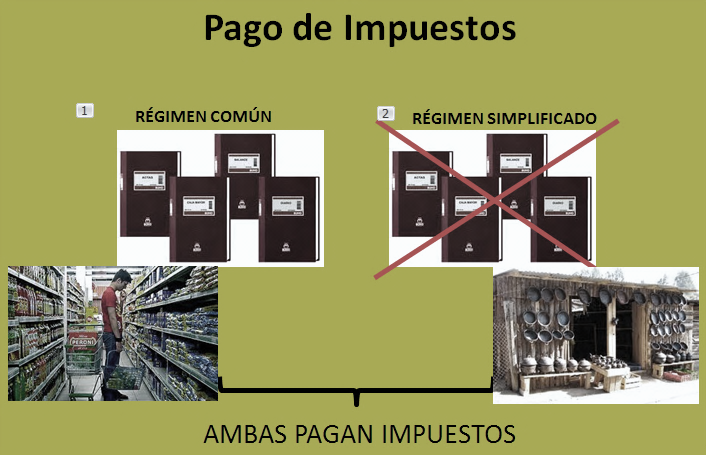 Pago de Impuestos
1
RÉGIMEN COMÚN
2
RÉGIMEN SIMPLIFICADO
ACTAS
BALANCE
CAJA MAYOR
DIARIO
ACTAS
BALANCE
CAJA MAYOR
DIARIO
PERONI
AMBAS PAGAN IMPUESTOS